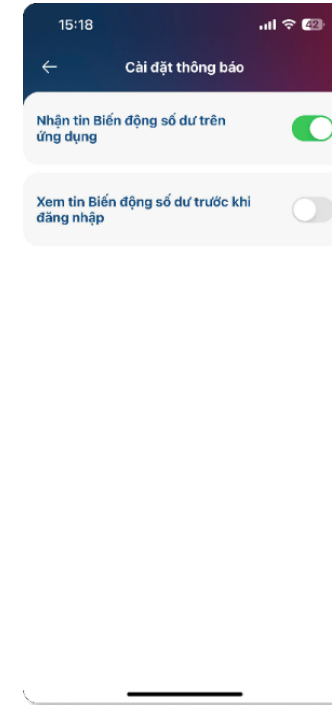 15:18
42
Cài đặt thông báo
Nhận tin Biến động số dư trên
ứng dụng
Xem tin Biến động số dư trước khi
đăng nhập